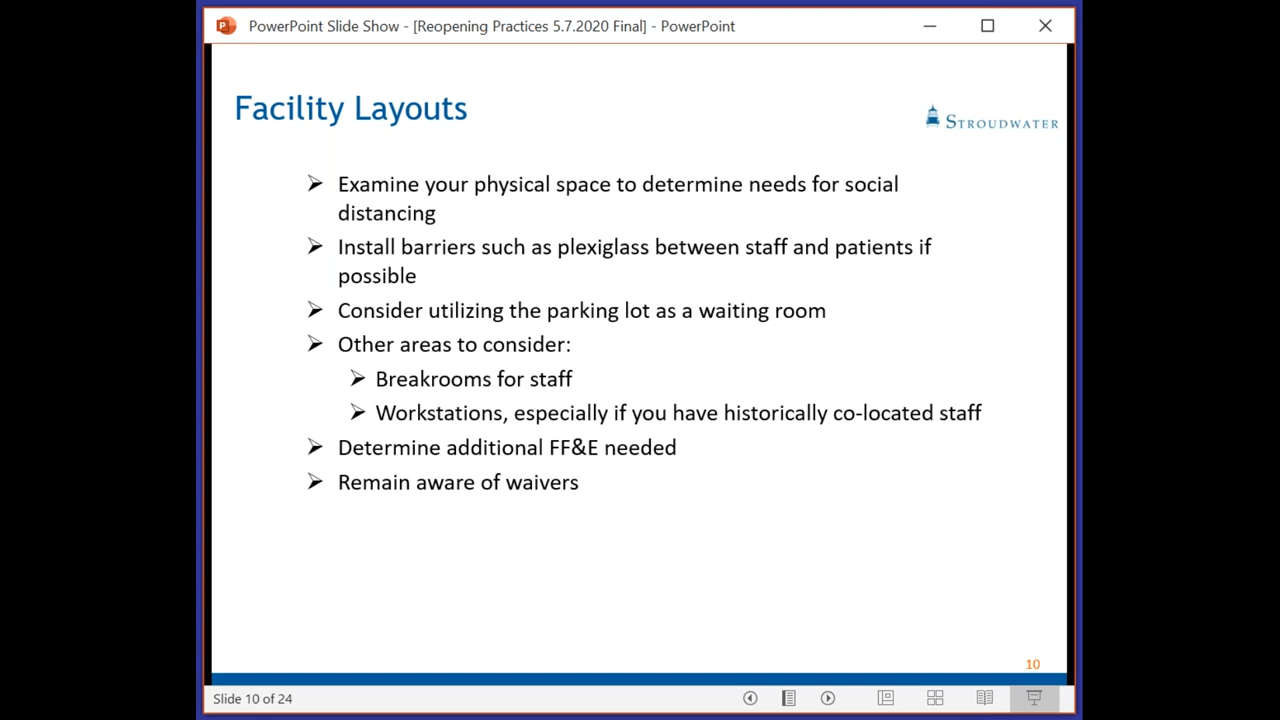 PowerPoint Slide Show - [Reopening Practices 5.7.2020 Final] - PowerPoint
Facility Layouts
STROUDWATER
Examine your physical space to determine needs for social
distancing
Install barriers such as plexiglass between staff and patients if
possible
Consider utilizing the parking lot as a waiting room
Other areas to consider:
Breakrooms for staff
Workstations, especially if you have historically co-located staff
Determine additional FF&E needed
Remain aware of waivers
10
Slide 10 of 24